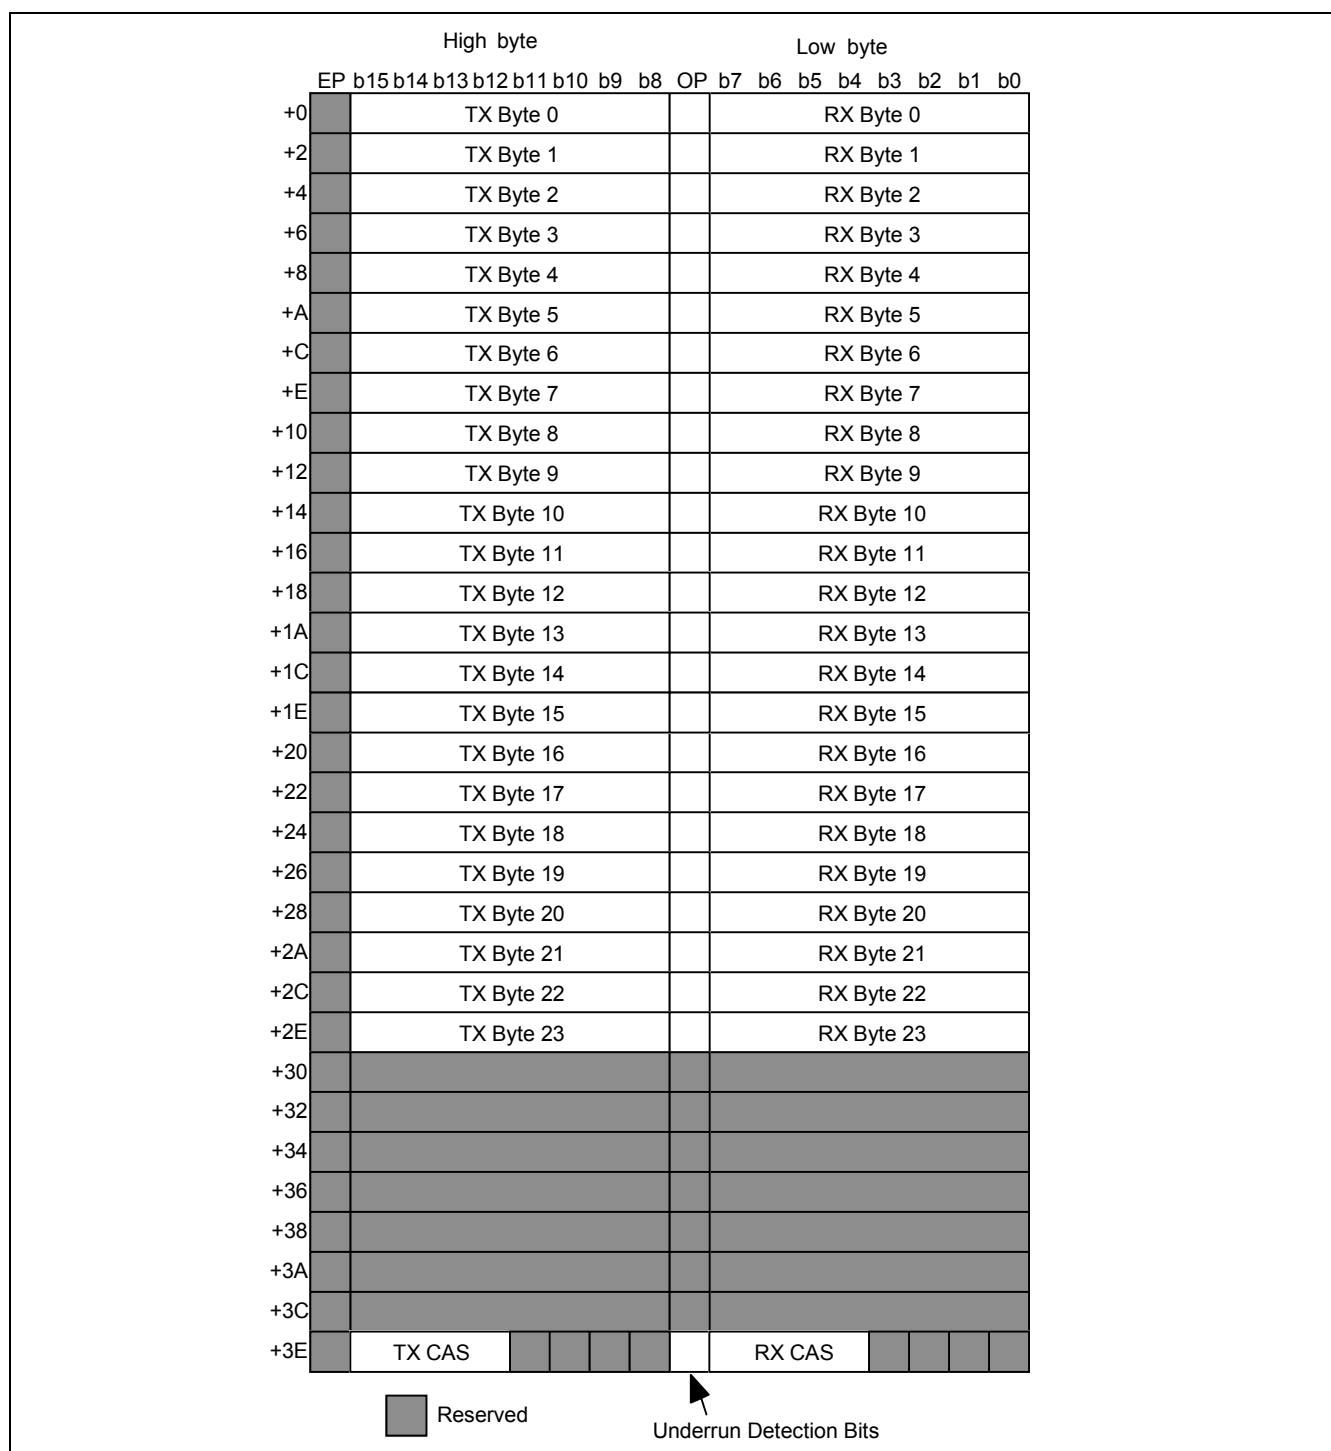 High byte Low byte
EP b15 b14 b13 b12 b11 b10 b9 b8 OP b7 b6 b5 b4 b3 b2 b1 b0
+0 TX Byte 0 RX Byte 0
+2 TX Byte 1 RX Byte 1
+4 TX Byte 2 RX Byte 2
+6 TX Byte 3 RX Byte 3
+8 TX Byte 4 RX Byte 4
+A TX Byte 5 RX Byte 5
+C TX Byte 6 RX Byte 6
+E TX Byte 7 RX Byte 7
+10 TX Byte 8 RX Byte 8
+12 TX Byte 9 RX Byte 9
+14 TX Byte 10 RX Byte 10
+16 TX Byte 11 RX Byte 11
+18 TX Byte 12 RX Byte 12
+1A TX Byte 13 RX Byte 13
+1C TX Byte 14 RX Byte 14
+1E TX Byte 15 RX Byte 15
+20 TX Byte 16 RX Byte 16
+22 TX Byte 17 RX Byte 17
+24 TX Byte 18 RX Byte 18
+26 TX Byte 19 RX Byte 19
+28 TX Byte 20 RX Byte 20
+2A TX Byte 21 RX Byte 21
+2C TX Byte 22 RX Byte 22
+2E TX Byte 23 RX Byte 23
+30
+32
+34
+36
+38
+3A
+3C
+3E TX CAS RX CAS
Reserved
Underrun Detection Bits